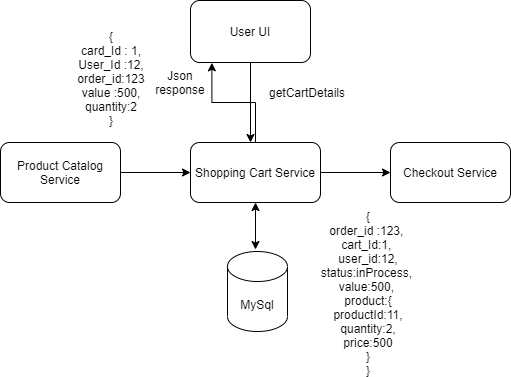 User UI
{
card_Id : 1,
User_Id :12,
order_id:123
value :500,
quantity:2
}
Json
response
getCartDetails
Product Catalog
Service
Shopping Cart Service
Checkout Service
MySql
{
order_id :123,
cart_Id:1,
user_id:12,
status:inProcess,
value:500,
product:{
productId:11,
quantity:2,
price:500
}
}